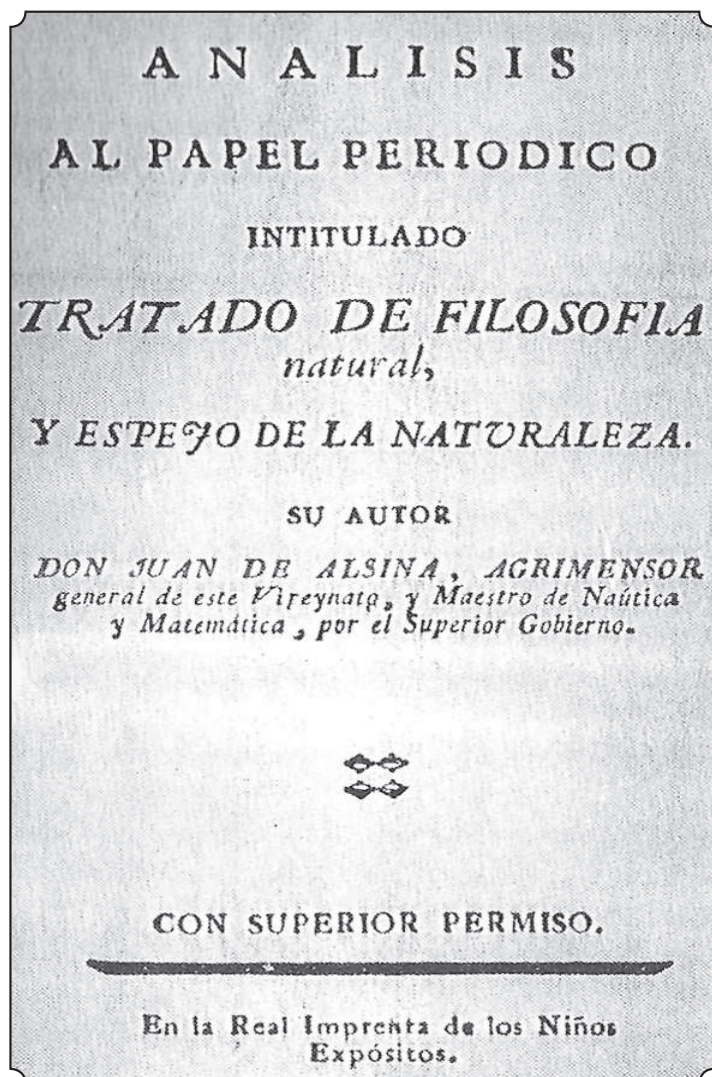 ANALISIS
AL PAPEL PERIODICO
INTITULADO
TRATADO DE FILOSOFIA
natural,
Y ESPEJO DE LA NATURALEZA.
SU AUTOR
DON JUAN DE ALSINA, AGRIMENSOR
general de este Vireynato, y Maestro de Naútica
y Matemática, por el Superior Gobierno.
CON SUPERIOR PERMISO.
En la Real Imprenta de los Niños
Expósitos.